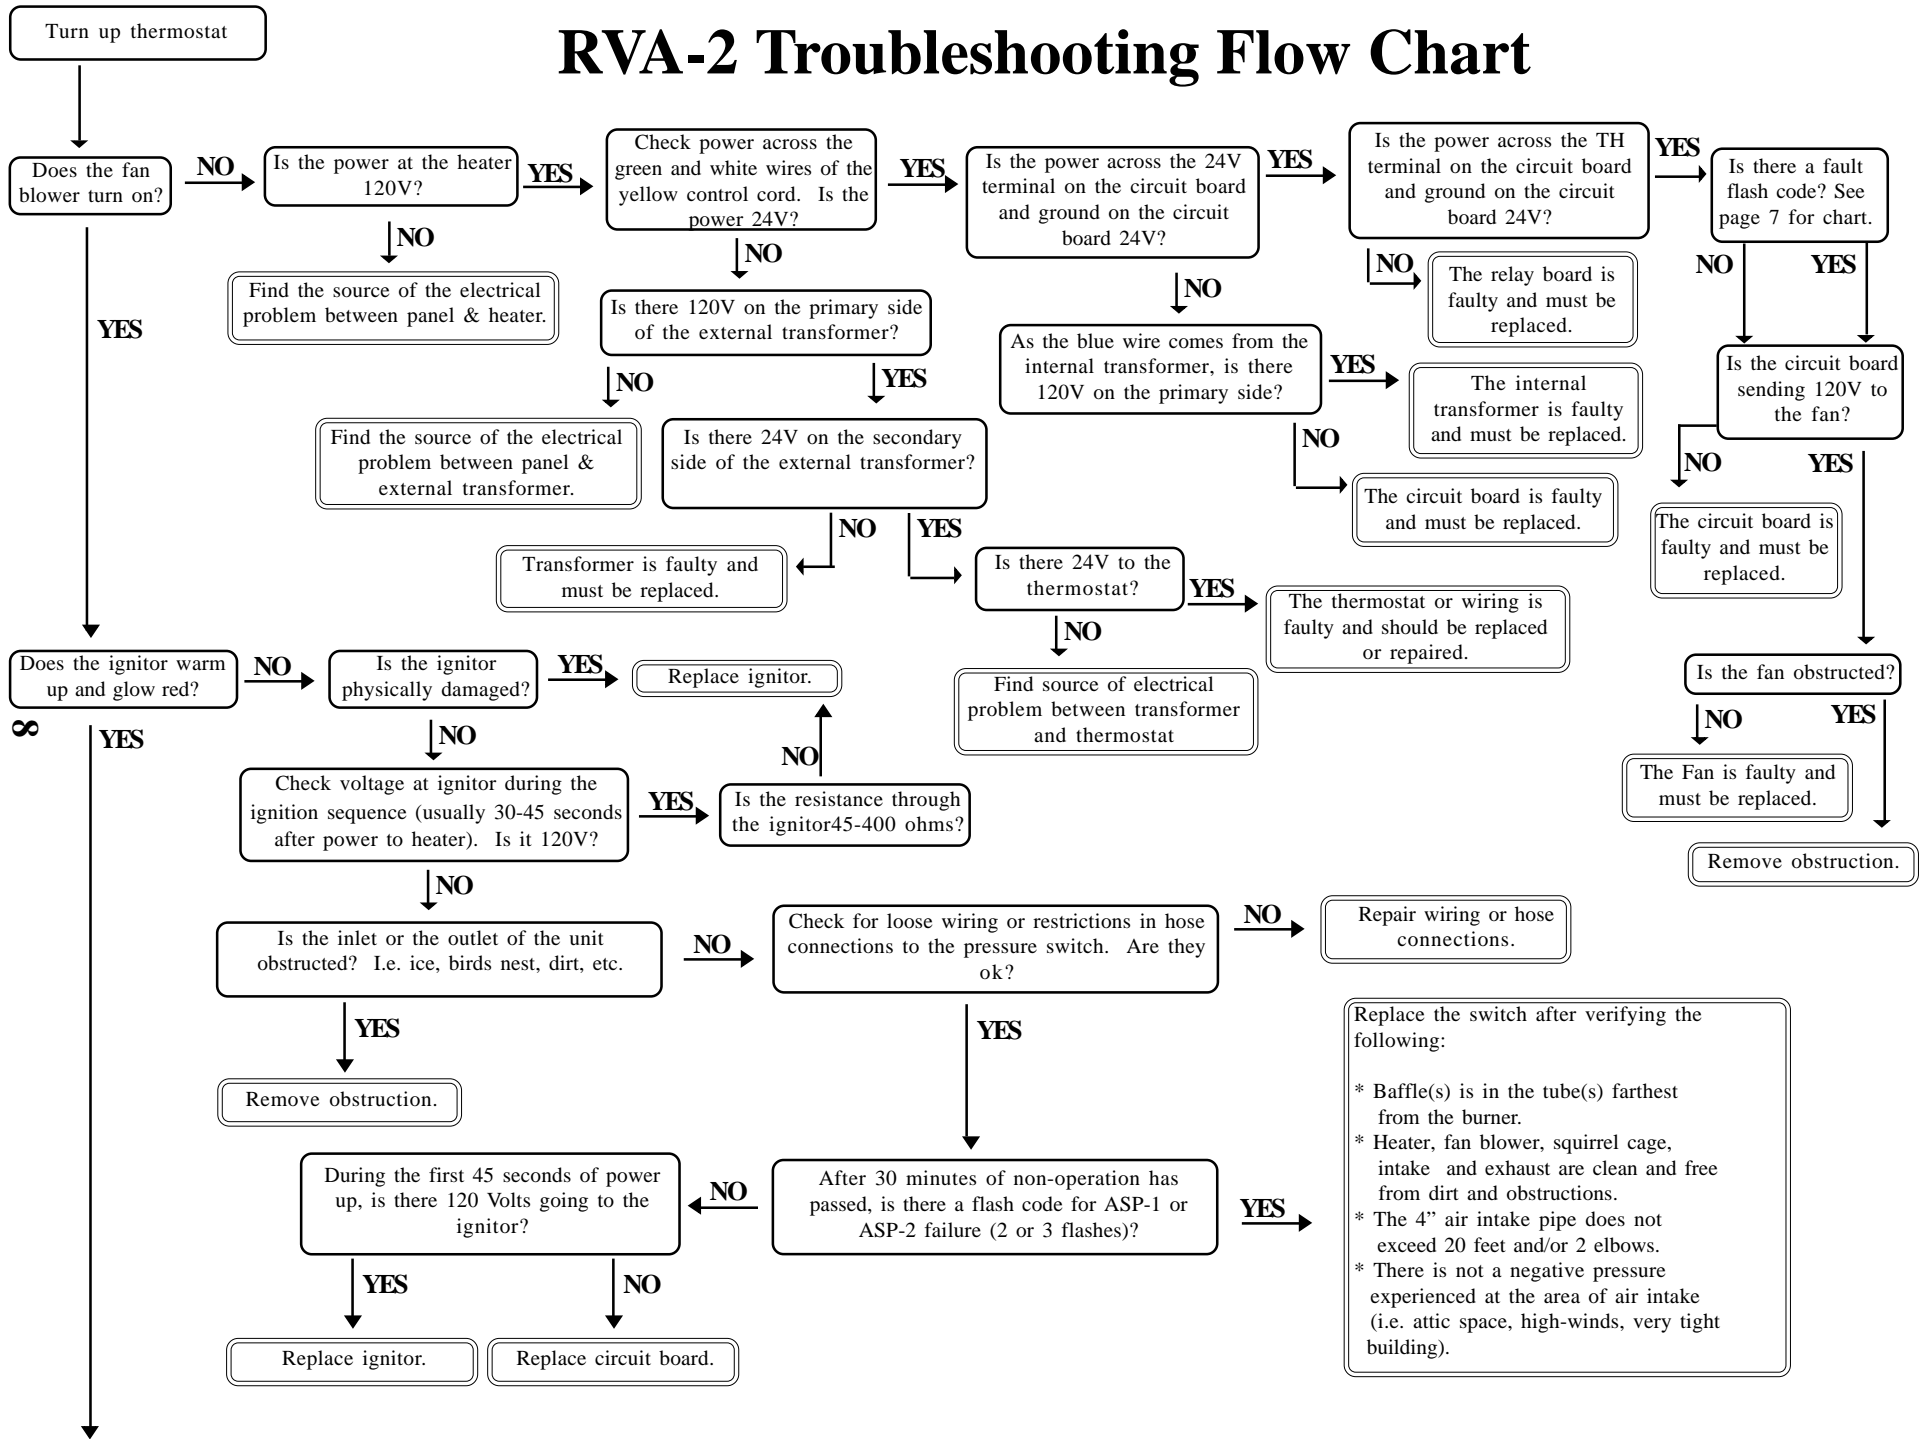 Turn up thermostat
RVA-2 Troubleshooting Flow Chart
Does the fan
blower turn on?
NO
Is the power at the heater
120V?
YES
Check power across the
green and white wires of the
yellow control cord. Is the
power 24V?
YES
Is the power across the 24V
terminal on the circuit board
and ground on the circuit
board 24V?
YES
Is the power across the TH
terminal on the circuit board
and ground on the circuit
board 24V?
YES
Is there a fault
flash code? See
page 7 for chart.
NO
Find the source of the electrical
problem between panel & heater.
NO
Is there 120V on the primary side
of the external transformer?
NO
As the blue wire comes from the
internal transformer, is there
120V on the primary side?
NO
The relay board is
faulty and must be
replaced.
NO
YES
YES
NO
Find the source of the electrical
problem between panel &
external transformer.
YES
Is there 24V on the secondary
side of the external transformer?
YES
The internal
transformer is faulty
and must be replaced.
NO
The circuit board is faulty
and must be replaced.
Is the circuit board
sending 120V to
the fan?
NO
The circuit board is
faulty and must be
replaced.
YES
NO
Transformer is faulty and
must be replaced.
YES
Is there 24V to the
thermostat?
YES
The thermostat or wiring is
faulty and should be replaced
or repaired.
NO
Find source of electrical
problem between transformer
and thermostat
Is the fan obstructed?
NO
The Fan is faulty and
must be replaced.
YES
Remove obstruction.
Does the ignitor warm
up and glow red?
NO
Is the ignitor
physically damaged?
YES
Replace ignitor.
8
YES
NO
Check voltage at ignitor during the
ignition sequence (usually 30-45 seconds
after power to heater). Is it 120V?
YES
Is the resistance through
the ignitor45-400 ohms?
NO
NO
Is the inlet or the outlet of the unit
obstructed? I.e. ice, birds nest, dirt, etc.
NO
Check for loose wiring or restrictions in hose
connections to the pressure switch. Are they
ok?
NO
Repair wiring or hose
connections.
YES
Remove obstruction.
YES
After 30 minutes of non-operation has
passed, is there a flash code for ASP-1 or
ASP-2 failure (2 or 3 flashes)?
YES
Replace the switch after verifying the
following:
* Baffle(s) is in the tube(s) farthest
from the burner.
* Heater, fan blower, squirrel cage,
intake and exhaust are clean and free
from dirt and obstructions.
* The 4” air intake pipe does not
exceed 20 feet and/or 2 elbows.
* There is not a negative pressure
experienced at the area of air intake
(i.e. attic space, high-winds, very tight
building).
NO
During the first 45 seconds of power
up, is there 120 Volts going to the
ignitor?
YES
Replace ignitor.
NO
Replace circuit board.